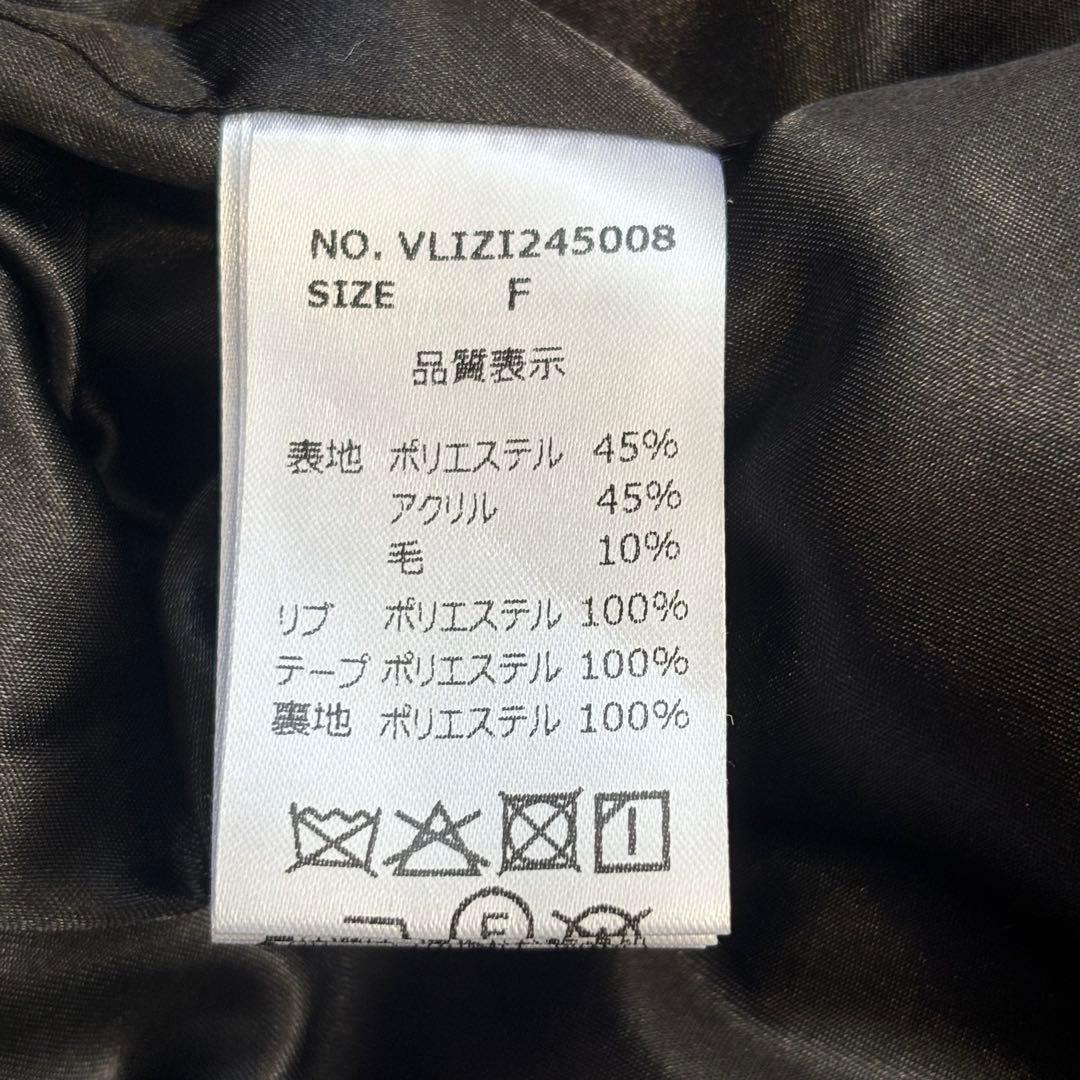 NO. VLIZI245008
SIZE F
品質表示
表地 ポリエステル 45%
アクリル 45%
毛 10%
リブ ポリエステル 100%
テープ ポリエステル 100%
裏地 ポリエステル 100%
F